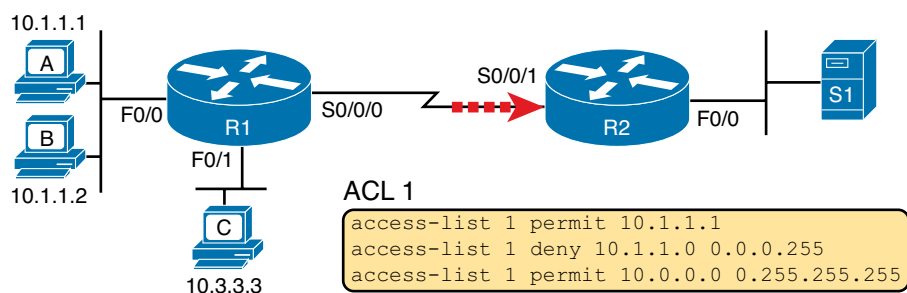 10.1.1.1
A
B
10.1.1.2
F0/0
R1
S0/0/0
F0/1
C
10.3.3.3
S0/0/1
R2
F0/0
S1
ACL 1
access-list 1 permit 10.1.1.1
access-list 1 deny 10.1.1.0 0.0.0.255
access-list 1 permit 10.0.0.0 0.255.255.255